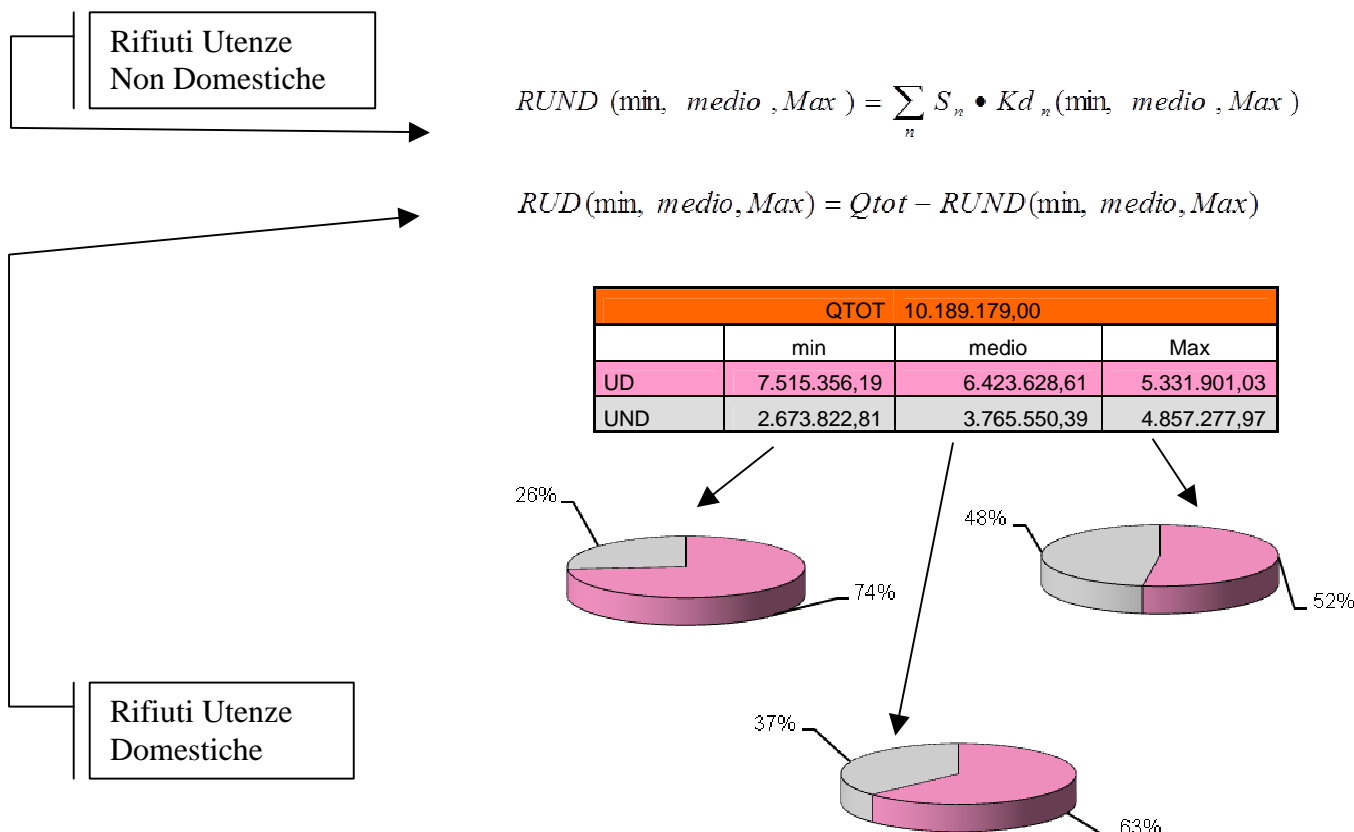 Rifiuti Utenze
Non Domestiche
RUND (min, medio , Max ) = ∑ n S n • Kd n (min, medio , Max )
RUD(min, medio, Max) = Qtot − RUND(min, medio, Max)
QTOT 10.189.179,00
min medio Max
UD 7.515.356,19 6.423.628,61 5.331.901,03
UND 2.673.822,81 3.765.550,39 4.857.277,97
26%
74%
48%
52%
Rifiuti Utenze
Domestiche
37%
63%